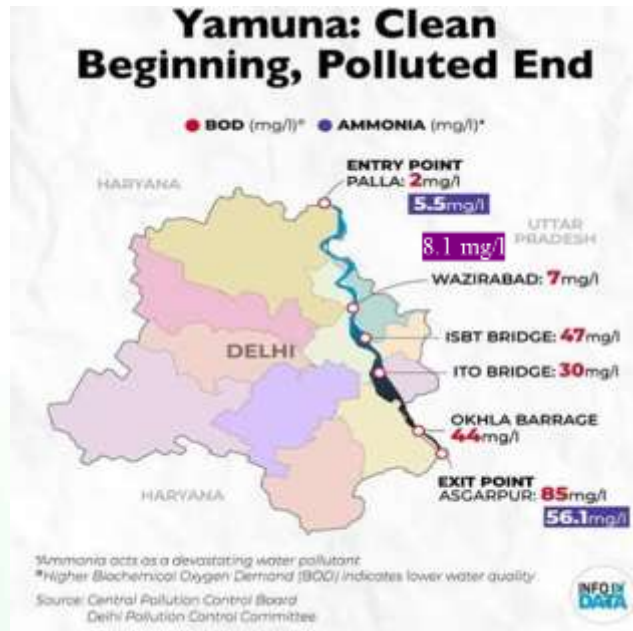 Yamuna: Clean
Beginning, Polluted End
BOD (mg/l)# AMMONIA (mg/l)*
HARYANA
ENTRY POINT
PALLA: 2mg/l
5.5mg/l
UTTAR
PRADESH
8.1 mg/l
WAZIRABAD: 7mg/l
ISBT BRIDGE: 47mg/l
DELHI
ITO BRIDGE: 30mg/l
OKHLA BARRAGE
44mg/l
EXIT POINT
ASGARPUR: 85mg/l
56.1mg/l
HARYANA
*Ammonia acts as a devastating water pollutant
#Higher Biochemical Oxygen Demand (BOD) indicates lower water quality
Source: Central Pollution Control Board
Delhi Pollution Control Committee
INFO IN
DATA